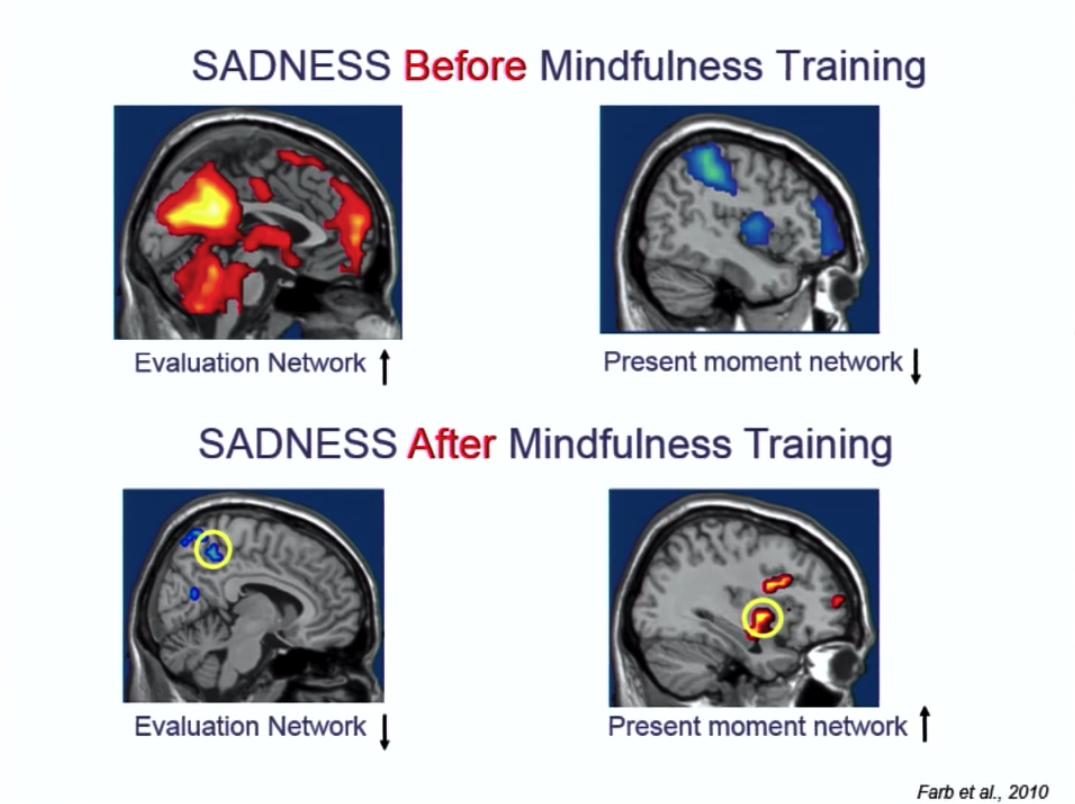 SADNESS Before Mindfulness Training
Evaluation Network ↑
Present moment network ↓
SADNESS After Mindfulness Training
Evaluation Network ↓
Present moment network ↑
Farb et al., 2010